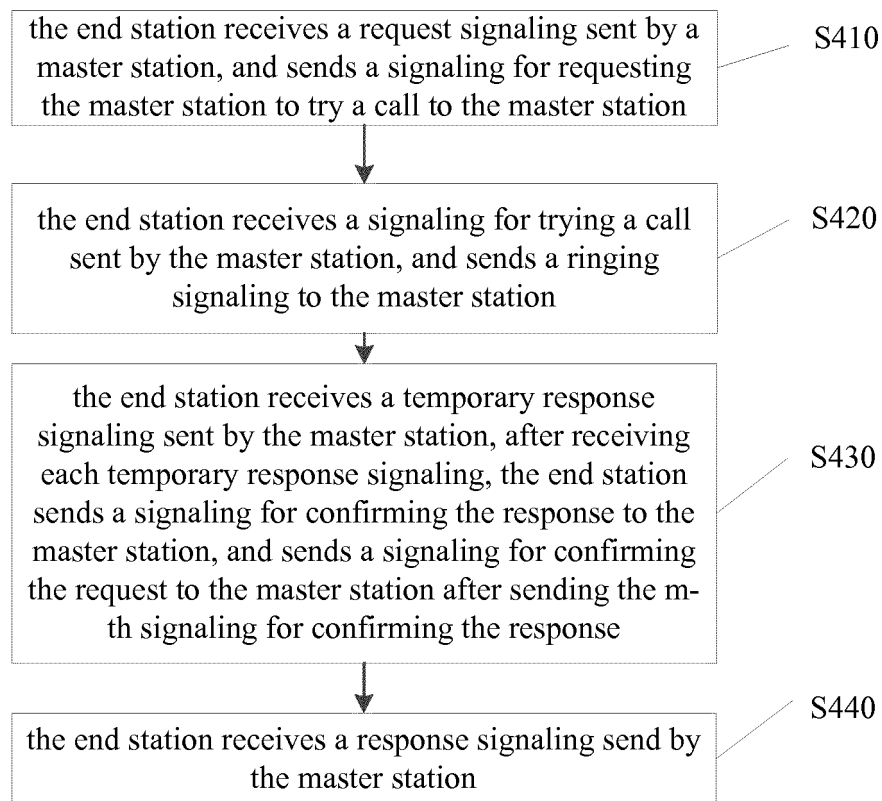 the end station receives a request signaling sent by a
master station, and sends a signaling for requesting
the master station to try a call to the master station
S410
the end station receives a signaling for trying a call
sent by the master station, and sends a ringing
signaling to the master station
S420
the end station receives a temporary response
signaling sent by the master station, after receiving
each temporary response signaling, the end station
sends a signaling for confirming the response to the
master station, and sends a signaling for confirming
the request to the master station after sending the m-
th signaling for confirming the response
S430
the end station receives a response signaling send by
the master station
S440